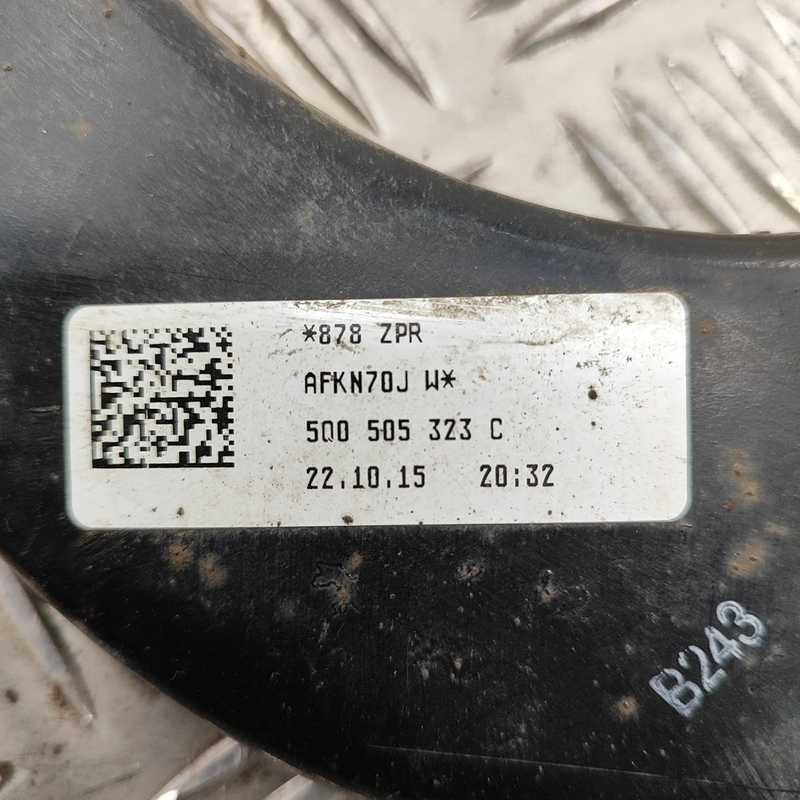 *878 ZPR
AFKN70J W*
5Q0 505 323 C
22.10.15 20:32
B243